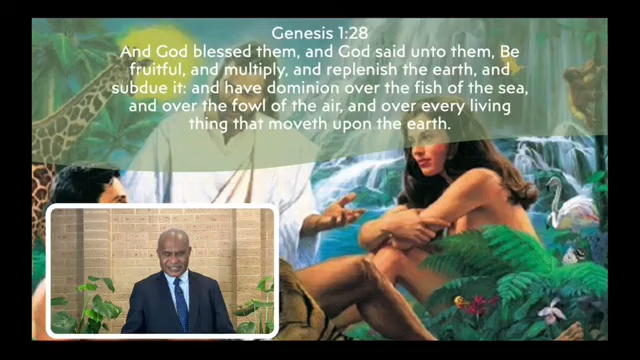 Genesis 1:28
And God blessed them, and God said unto them, Be
fruitful, and multiply, and replenish the earth, and
subdue it: and have dominion over the fish of the sea,
and over the fowl of the air, and over every living
thing that moveth upon the earth.